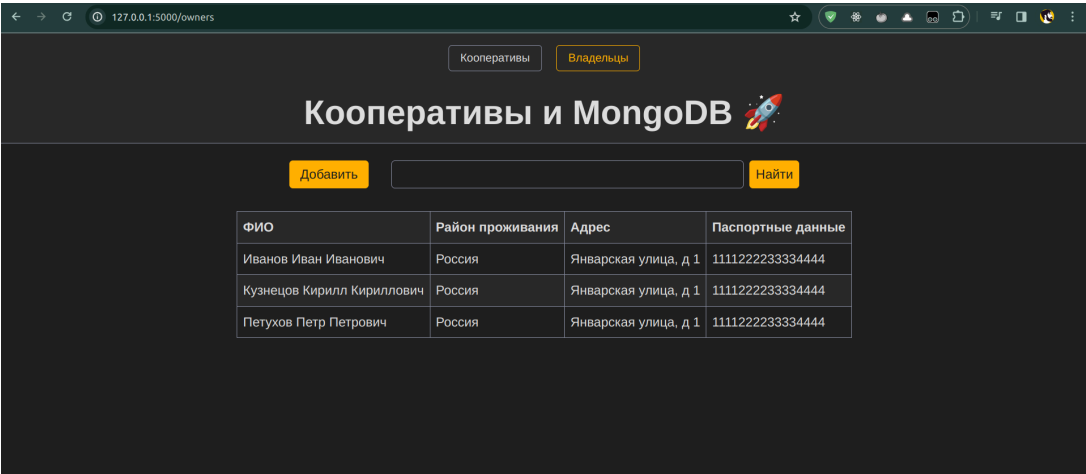 127.0.0.1:5000/owners
Кооперативы Владельцы
Кооперативы и MongoDB 🚀
Добавить Найти
ФИО Район проживания Адрес Паспортные данные
Иванов Иван Иванович Россия Январская улица, д 1 1111222233334444
Кузнецов Кирилл Кириллович Россия Январская улица, д 1 1111222233334444
Петухов Петр Петрович Россия Январская улица, д 1 1111222233334444